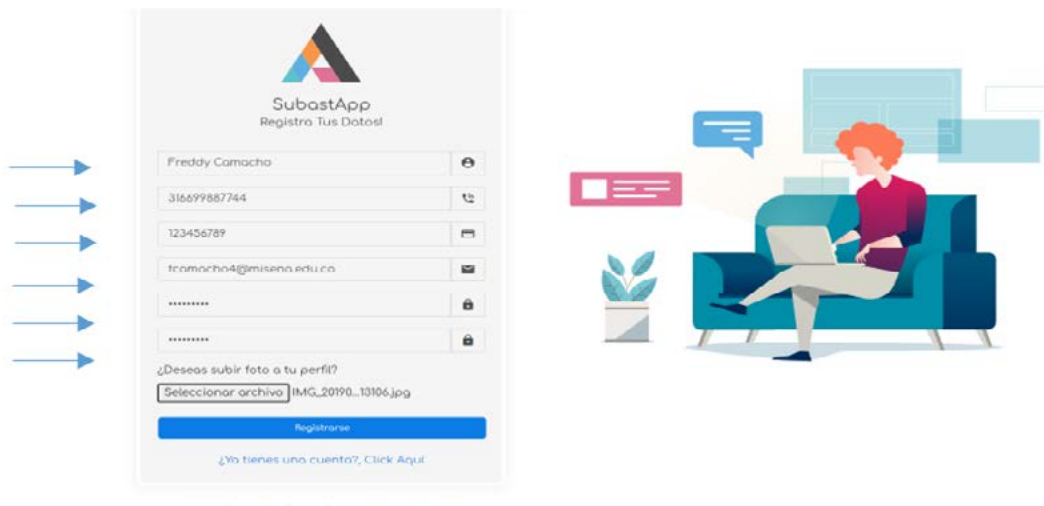 SubastApp
Registra Tus Datos!
Freddy Camacho
316699887744
123456789
fcamacho4@misena.edu.co
•••••••••
•••••••••
¿Deseas subir foto a tu perfil?
Seleccionar archivo IMG_20190...13106.jpg
Registrarse
¿Ya tienes una cuenta?, Click Aquí